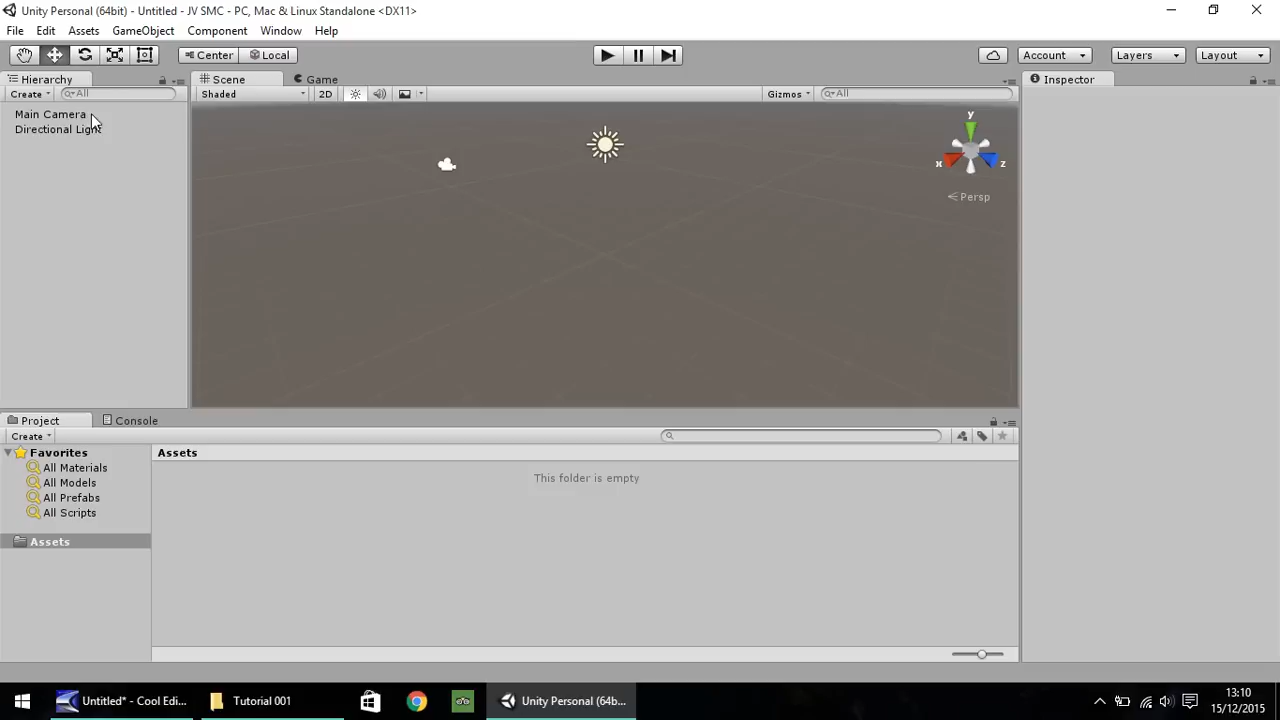 Unity Personal (64bit) - Untitled - JV SMC - PC, Mac & Linux Standalone <DX11>
File Edit Assets GameObject Component Window Help
Center Local Account Layers Layout
Hierarchy Scene Game Inspector
Create All Shaded 2D Gizmos All
Main Camera
Directional Light
y
x z
Persp
Project Console
Create
Favorites Assets
All Materials
All Models
All Prefabs
All Scripts
This folder is empty
Assets
Untitled* - Cool Edi... Tutorial 001 Unity Personal (64b...
13:10
15/12/2015